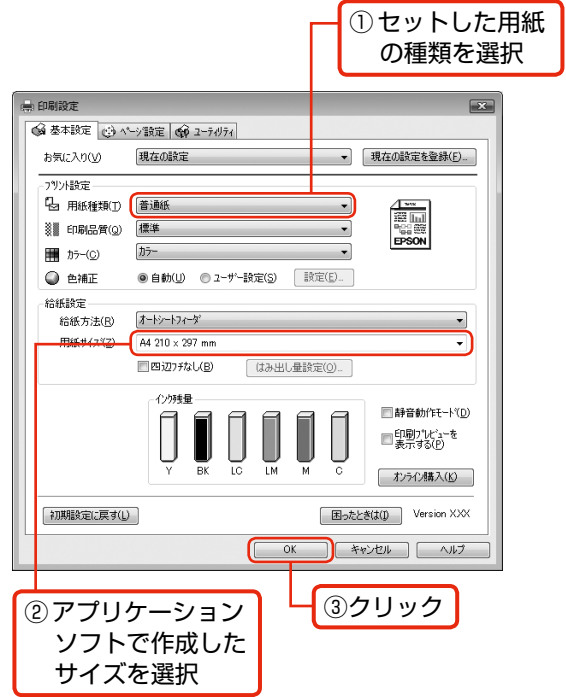 ① セットした用紙
の種類を選択
印刷設定
基本設定 ページ設定 ユーティリティ
お気に入り(V) 現在の設定 現在の設定を登録(F)...
プリント設定
用紙種類(T) 普通紙
印刷品質(Q) 標準
カラー(C) カラー
EPSON
色補正 自動(U) ユーザー設定(S) 設定(E)...
給紙設定
給紙方法(R) オートシートフィーダ
用紙サイズ(Z) A4 210 x 297 mm
四辺フチなし(B) はみ出し量設定(O)...
インク残量
Y BK LC LM M C
静音動作モード(D)
印刷プレビューを
表示する(P)
オンライン購入(K)
初期設定に戻す(L) 困ったときは(I) Version X.XX
OK キャンセル ヘルプ
② アプリケーション
ソフトで作成した
サイズを選択
③クリック